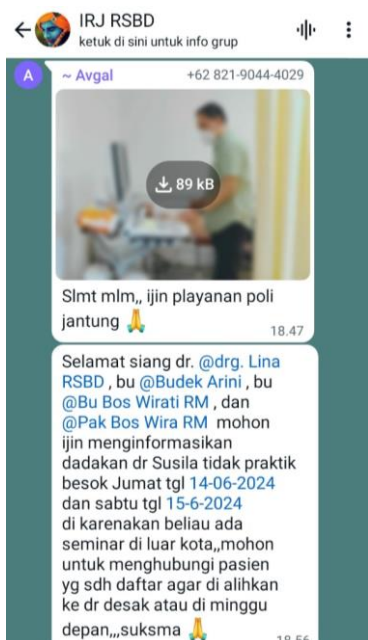 IRJ RSBD
ketuk di sini untuk info grup
A
~ Avgal +62 821-9044-4029
89 kB
Slmt mlm,, ijin playanan poli
jantung 🙏
18.47
Selamat siang dr. @drg. Lina
RSBD , bu @Budek Arini , bu
@Bu Bos Wirati RM , dan
@Pak Bos Wira RM mohon
ijin menginformasikan
dadakan dr Susila tidak praktik
besok Jumat tgl 14-06-2024
dan sabtu tgl 15-6-2024
di karenakan beliau ada
seminar di luar kota,,mohon
untuk menghubungi pasien
yg sdh daftar agar di alihkan
ke dr desak atau di minggu
depan,,,suksma 🙏
18.56